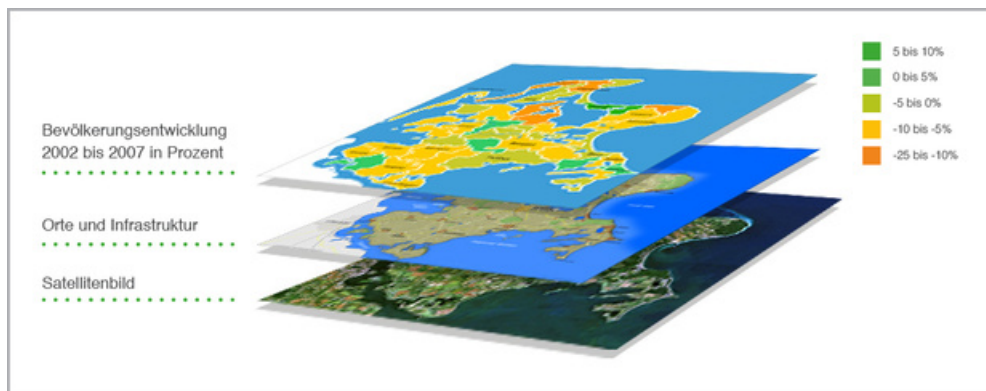 Bevölkerungsentwicklung
2002 bis 2007 in Prozent
Orte und Infrastruktur
Satellitenbild
5 bis 10%
0 bis 5%
-5 bis 0%
-10 bis -5%
-25 bis -10%